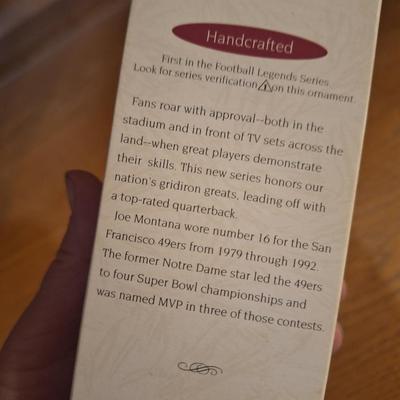 Handcrafted
First in the Football Legends Series
Look for series verification on this ornament.
Fans roar with approval--both in the
stadium and in front of TV sets across the
land--when great players demonstrate
their skills. This new series honors our
nation's gridiron greats, leading off with
a top-rated quarterback.
Joe Montana wore number 16 for the San
Francisco 49ers from 1979 through 1992.
The former Notre Dame star led the 49ers
to four Super Bowl championships and
was named MVP in three of those contests.